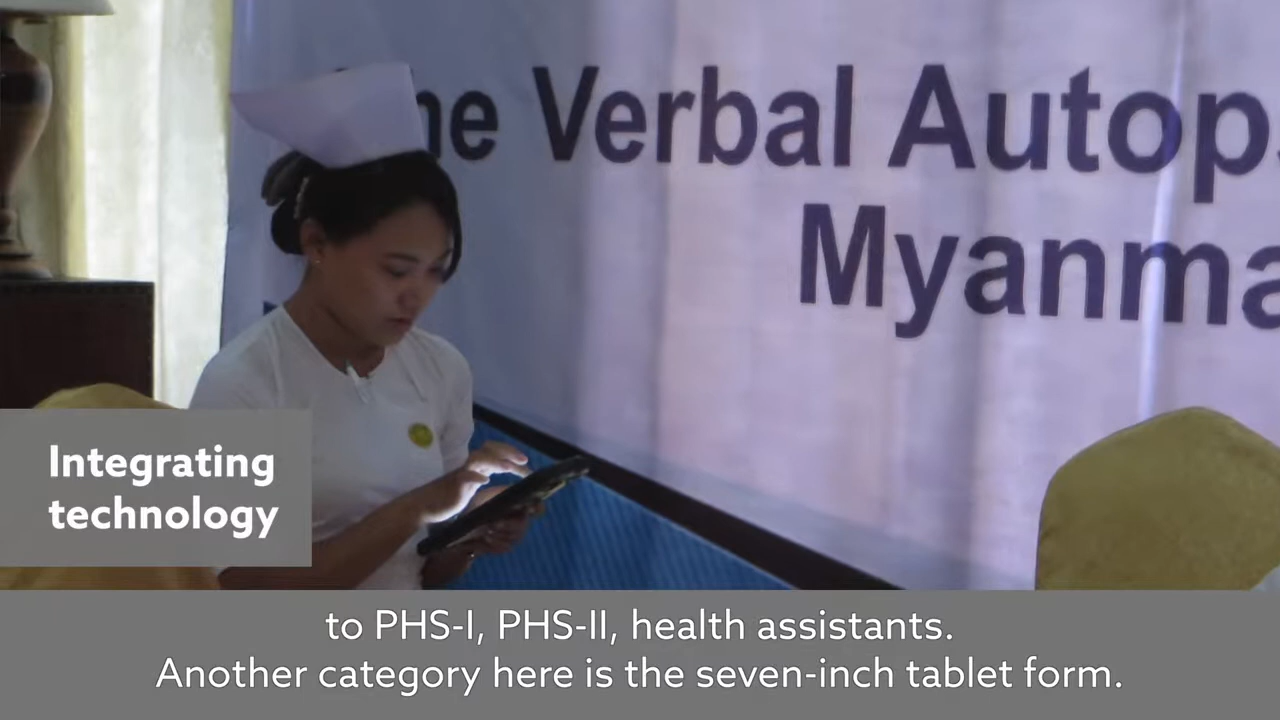 he Verbal Autop
Myanma
Integrating
technology
to PHS-I, PHS-II, health assistants.
Another category here is the seven-inch tablet form.